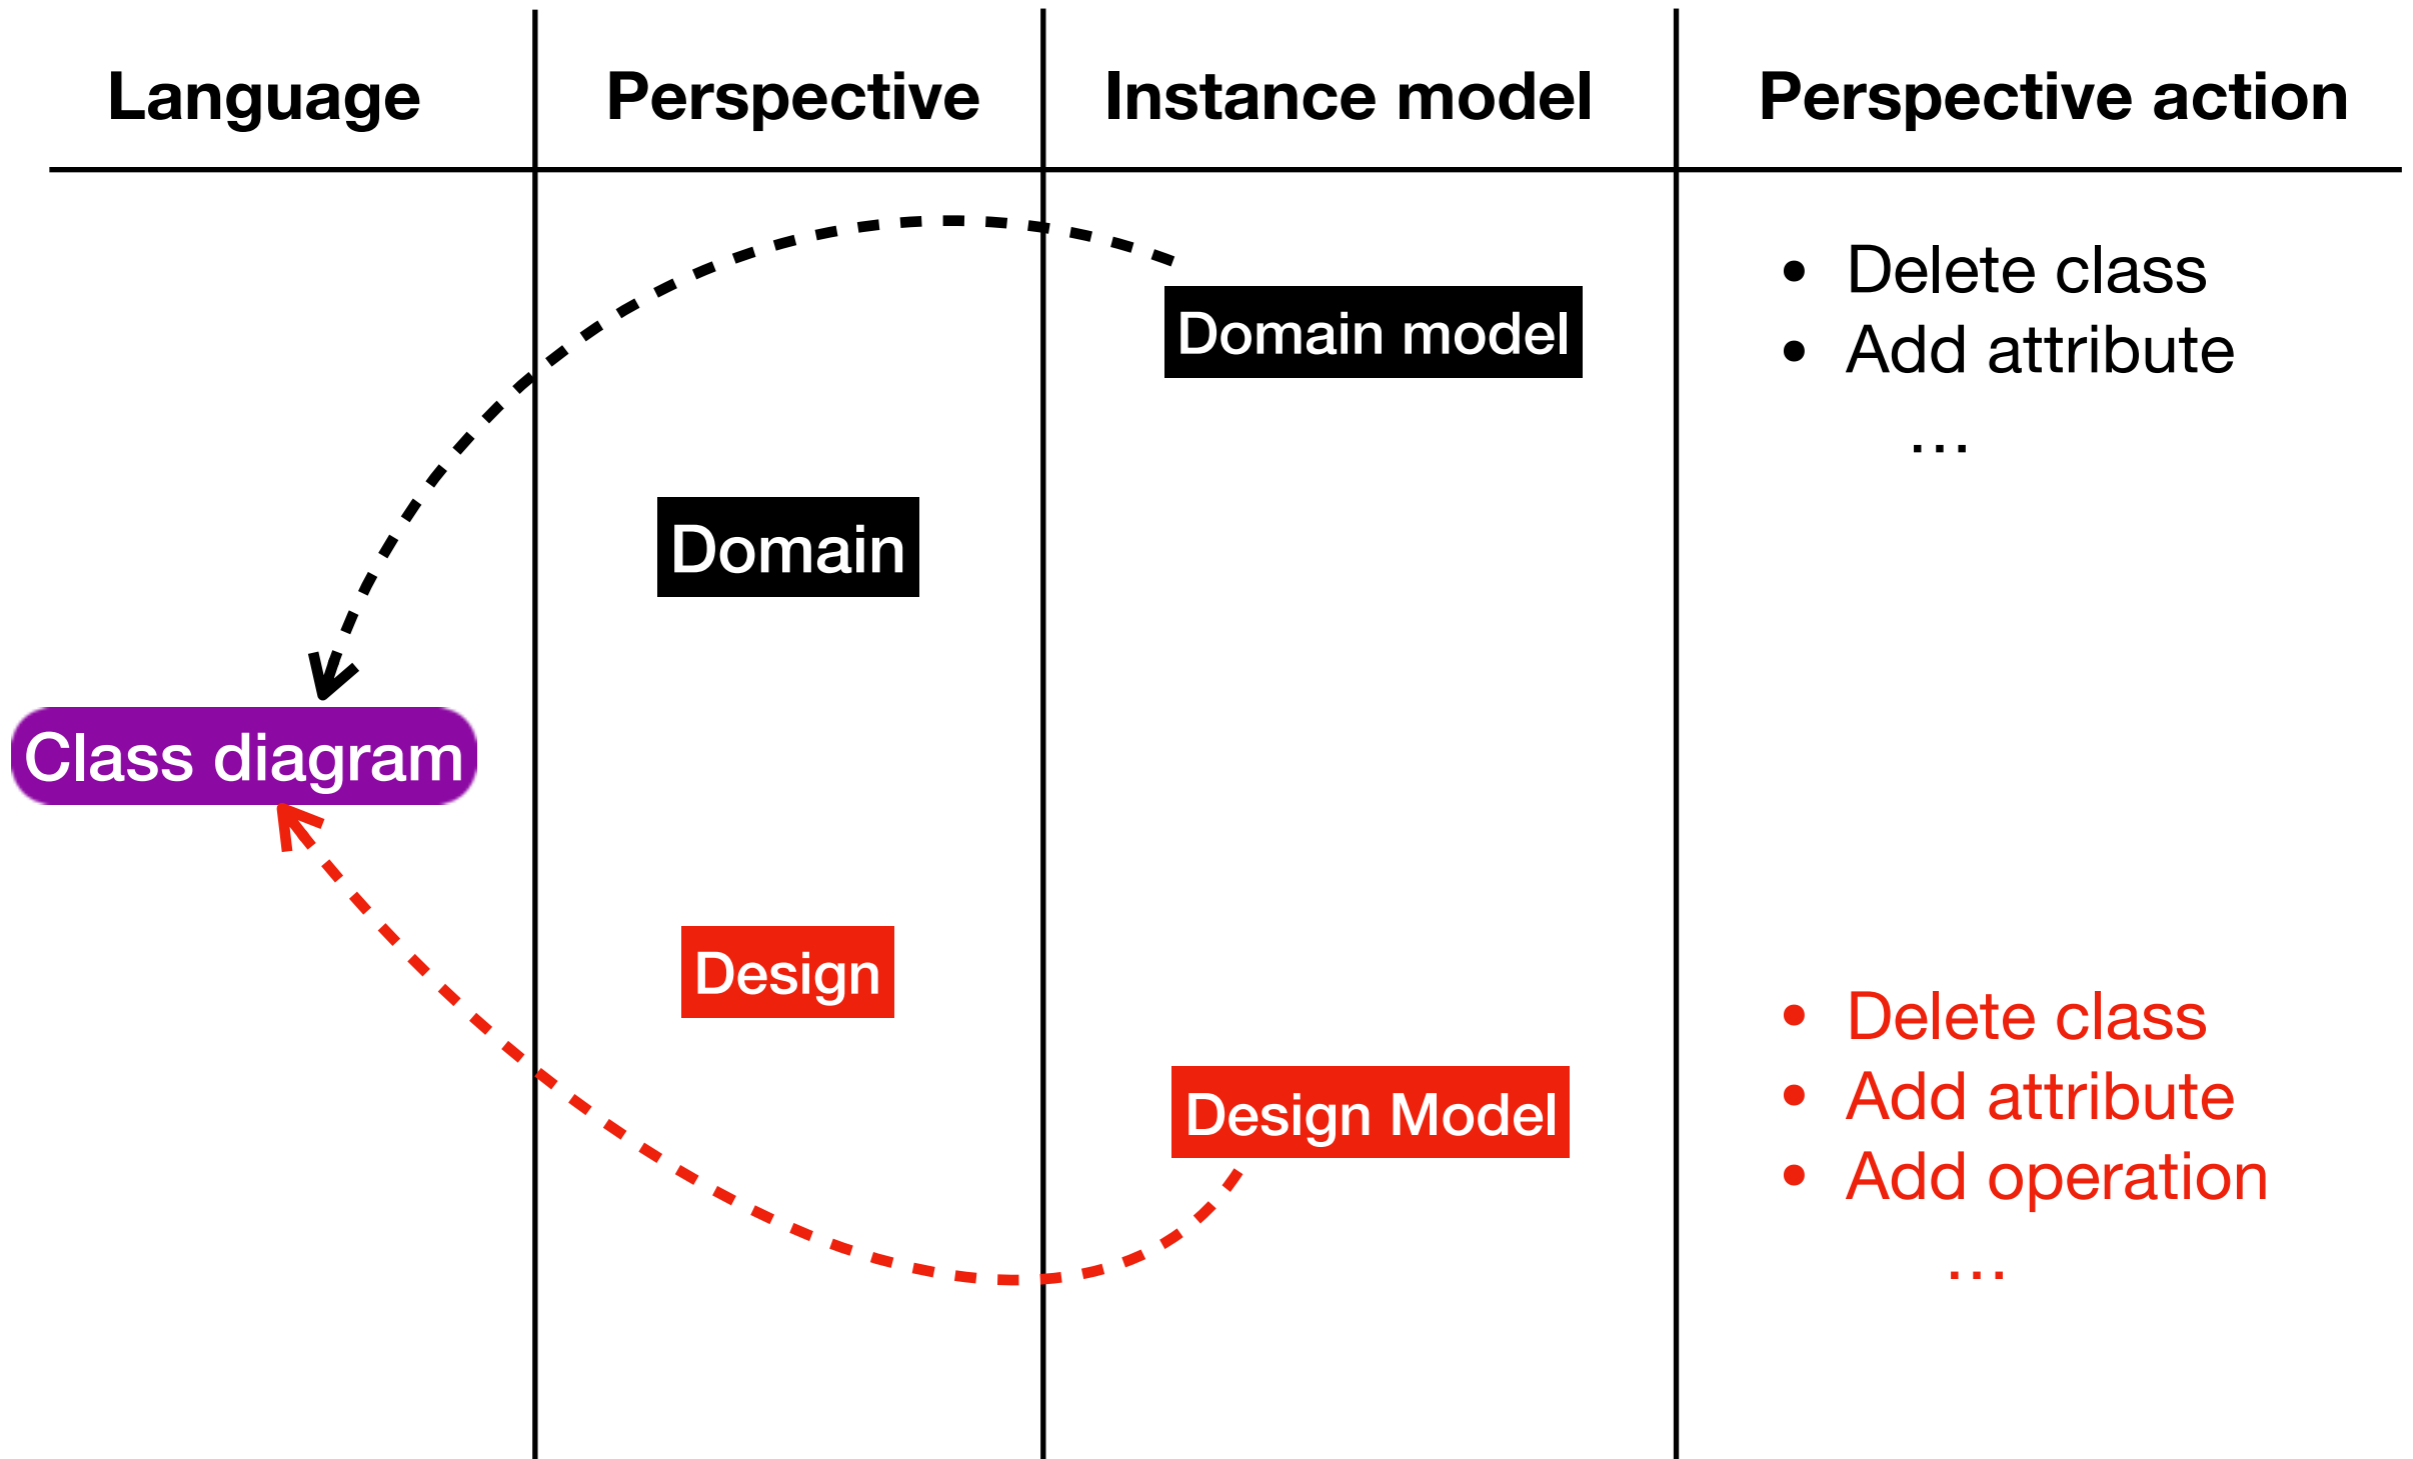 Language Perspective Instance model Perspective action
• Delete class
Domain model
• Add attribute
...
Domain
Class diagram
Design
• Delete class
Design Model
• Add attribute
• Add operation
...